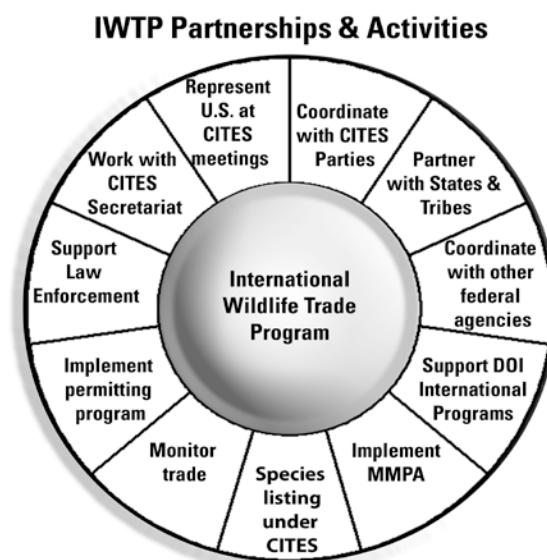 IWTP Partnerships & Activities
Represent
U.S. at
CITES
meetings
Coordinate
with CITES
Parties
Partner
with States &
Tribes
Coordinate
with other
federal
agencies
Support DOI
International
Programs
Implement
MMPA
Species
listing
under
CITES
Monitor
trade
Implement
permitting
program
Support
Law
Enforcement
Work with
CITES
Secretariat
International
Wildlife Trade
Program